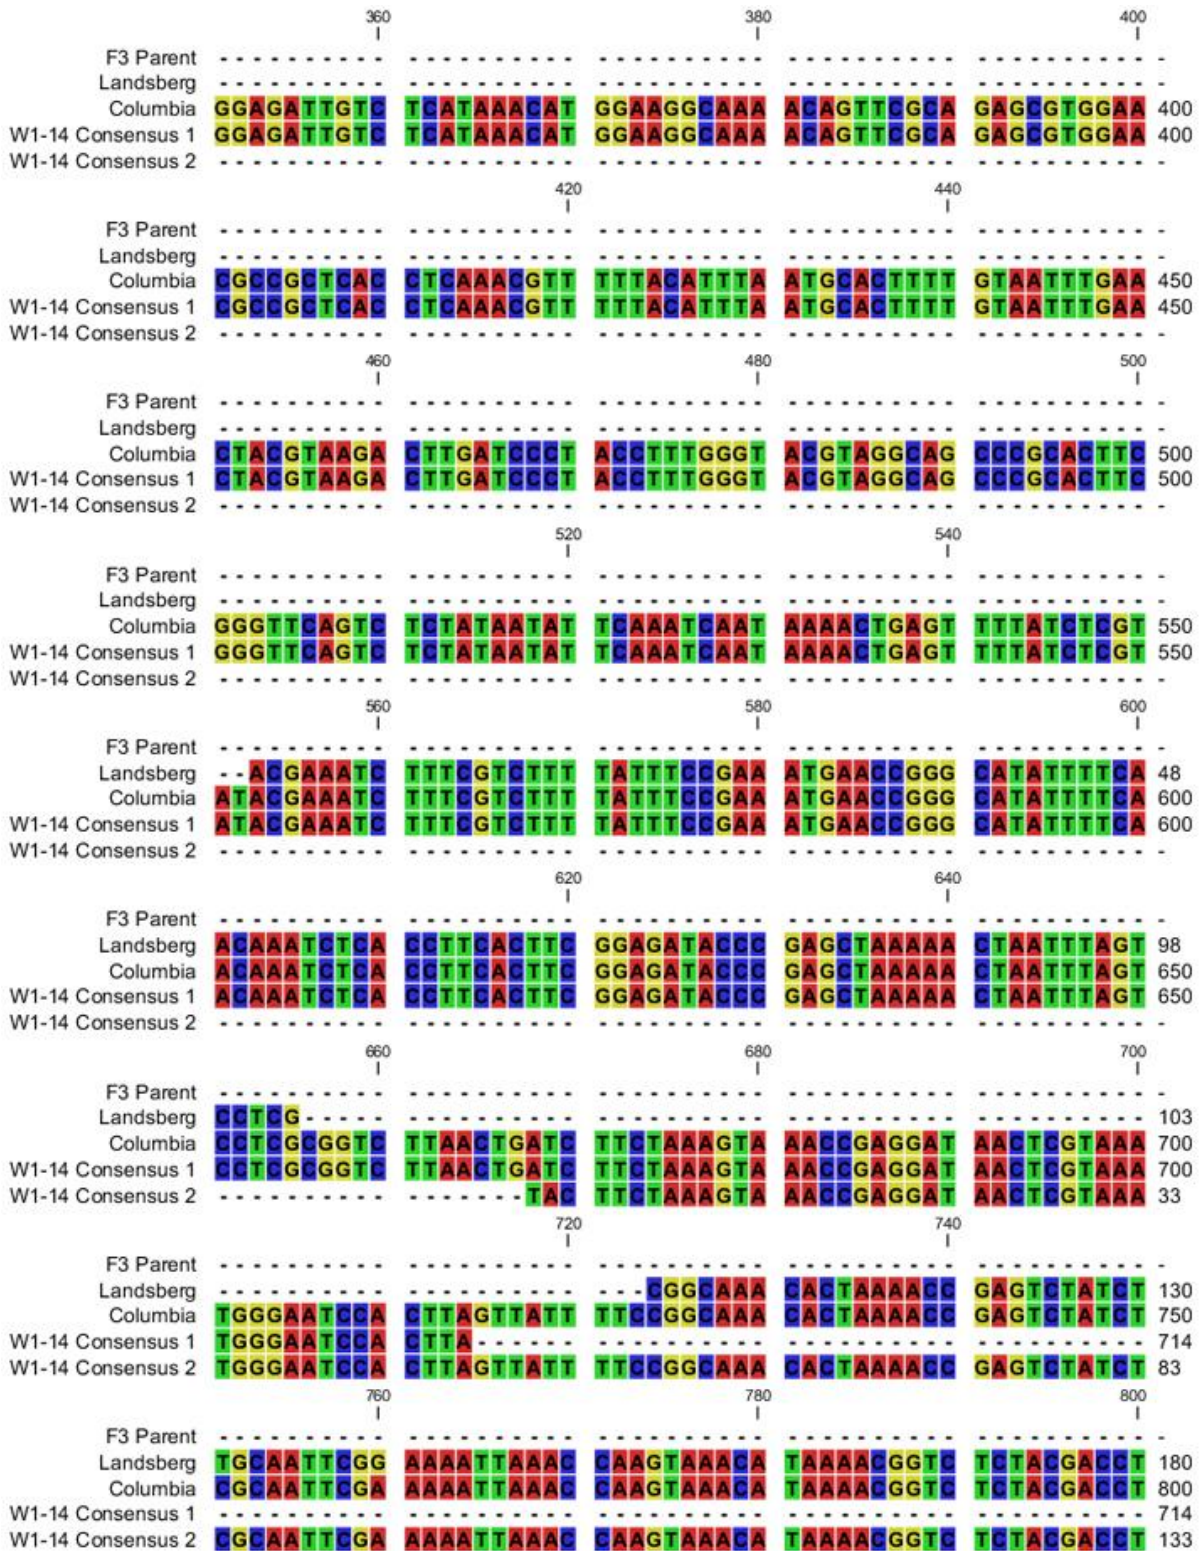 360 380 400
F3 Parent - - - - - - - - - - - - - - - - - - - - - - - - - - - - - - - - - - - - - - - - - - - - - - - - - - -
Landsberg - - - - - - - - - - - - - - - - - - - - - - - - - - - - - - - - - - - - - - - - - - - - - - - - - - -
Columbia GGAGATTGTC TCATAAACAT GGAAGGCAAA ACAGTTCGCA GAGCGTGGAA 400
W1-14 Consensus 1 GGAGATTGTC TCATAAACAT GGAAGGCAAA ACAGTTCGCA GAGCGTGGAA 400
W1-14 Consensus 2 - - - - - - - - - - - - - - - - - - - - - - - - - - - - - - - - - - - - - - - - - - - - - - - - - - -
420 440
F3 Parent - - - - - - - - - - - - - - - - - - - - - - - - - - - - - - - - - - - - - - - - - - - - - - - - - - -
Landsberg - - - - - - - - - - - - - - - - - - - - - - - - - - - - - - - - - - - - - - - - - - - - - - - - - - -
Columbia CGCCGCTCAC CTCAAACGTT TTTACATTTA ATGCACTTTT GTAATTTGAA 450
W1-14 Consensus 1 CGCCGCTCAC CTCAAACGTT TTTACATTTA ATGCACTTTT GTAATTTGAA 450
W1-14 Consensus 2 - - - - - - - - - - - - - - - - - - - - - - - - - - - - - - - - - - - - - - - - - - - - - - - - - - -
460 480 500
F3 Parent - - - - - - - - - - - - - - - - - - - - - - - - - - - - - - - - - - - - - - - - - - - - - - - - - - -
Landsberg - - - - - - - - - - - - - - - - - - - - - - - - - - - - - - - - - - - - - - - - - - - - - - - - - - -
Columbia CTACGTAAGA CTTGATCCCT ACCTTTGGGT ACGTAGGCAG CCCGCACTTC 500
W1-14 Consensus 1 CTACGTAAGA CTTGATCCCT ACCTTTGGGT ACGTAGGCAG CCCGCACTTC 500
W1-14 Consensus 2 - - - - - - - - - - - - - - - - - - - - - - - - - - - - - - - - - - - - - - - - - - - - - - - - - - -
520 540
F3 Parent - - - - - - - - - - - - - - - - - - - - - - - - - - - - - - - - - - - - - - - - - - - - - - - - - - -
Landsberg - - - - - - - - - - - - - - - - - - - - - - - - - - - - - - - - - - - - - - - - - - - - - - - - - - -
Columbia GGGTTCAGTC TCTATAATAT TCAAATCAAT AAAACTGAGT TTTATCTCGT 550
W1-14 Consensus 1 GGGTTCAGTC TCTATAATAT TCAAATCAAT AAAACTGAGT TTTATCTCGT 550
W1-14 Consensus 2 - - - - - - - - - - - - - - - - - - - - - - - - - - - - - - - - - - - - - - - - - - - - - - - - - - -
560 580 600
F3 Parent - - - - - - - - - - - - - - - - - - - - - - - - - - - - - - - - - - - - - - - - - - - - - - - - - - -
Landsberg - - ACGAAATC TTTCGTCTTT TATTTCCGAA ATGAACCGGG CATATTTTCA 48
Columbia ATACGAAATC TTTCGTCTTT TATTTCCGAA ATGAACCGGG CATATTTTCA 600
W1-14 Consensus 1 ATACGAAATC TTTCGTCTTT TATTTCCGAA ATGAACCGGG CATATTTTCA 600
W1-14 Consensus 2 - - - - - - - - - - - - - - - - - - - - - - - - - - - - - - - - - - - - - - - - - - - - - - - - - - -
620 640
F3 Parent - - - - - - - - - - - - - - - - - - - - - - - - - - - - - - - - - - - - - - - - - - - - - - - - - - -
Landsberg ACAAATCTCA CCTTCACTTC GGAGATACCC GAGCTAAAAA CTAATTTAGT 98
Columbia ACAAATCTCA CCTTCACTTC GGAGATACCC GAGCTAAAAA CTAATTTAGT 650
W1-14 Consensus 1 ACAAATCTCA CCTTCACTTC GGAGATACCC GAGCTAAAAA CTAATTTAGT 650
W1-14 Consensus 2 - - - - - - - - - - - - - - - - - - - - - - - - - - - - - - - - - - - - - - - - - - - - - - - - - - -
660 680 700
F3 Parent - - - - - - - - - - - - - - - - - - - - - - - - - - - - - - - - - - - - - - - - - - - - - - - - - - -
Landsberg CCTCG - - - - - - - - - - - - - - - - - - - - - - - - - - - - - - - - - - - - - - - - - - - - - 103
Columbia CCTCGCGGTC TTAACTGATC TTCTAAAGTA AACCGAGGAT AACTCGTAAA 700
W1-14 Consensus 1 CCTCGCGGTC TTAACTGATC TTCTAAAGTA AACCGAGGAT AACTCGTAAA 700
W1-14 Consensus 2 - - - - - - - - - - - - - - - - - TAC TTCTAAAGTA AACCGAGGAT AACTCGTAAA 33
720 740
F3 Parent - - - - - - - - - - - - - - - - - - - - - - - - - - - - - - - - - - - - - - - - - - - - - - - - - - -
Landsberg - - - - - - - - - - - - - - - - - - - - - - - CGGCAAA CACTAAAACC GAGTCTATCT 130
Columbia TGGGAATCCA CTTAGTTATT TTCCGGCAAA CACTAAAACC GAGTCTATCT 750
W1-14 Consensus 1 TGGGAATCCA CTTA - - - - - - - - - - - - - - - - - - - - - - - - - - - - - - - - - - - - 714
W1-14 Consensus 2 TGGGAATCCA CTTAGTTATT TTCCGGCAAA CACTAAAACC GAGTCTATCT 83
760 780 800
F3 Parent - - - - - - - - - - - - - - - - - - - - - - - - - - - - - - - - - - - - - - - - - - - - - - - - - - -
Landsberg TGCAATTCGG AAAATTAAAC CAAGTAAACA TAAAACGGTC TCTACGACCT 180
Columbia CGCAATTCGA AAAATTAAAC CAAGTAAACA TAAAACGGTC TCTACGACCT 800
W1-14 Consensus 1 - - - - - - - - - - - - - - - - - - - - - - - - - - - - - - - - - - - - - - - - - - - - - - - - - - 714
W1-14 Consensus 2 CGCAATTCGA AAAATTAAAC CAAGTAAACA TAAAACGGTC TCTACGACCT 133